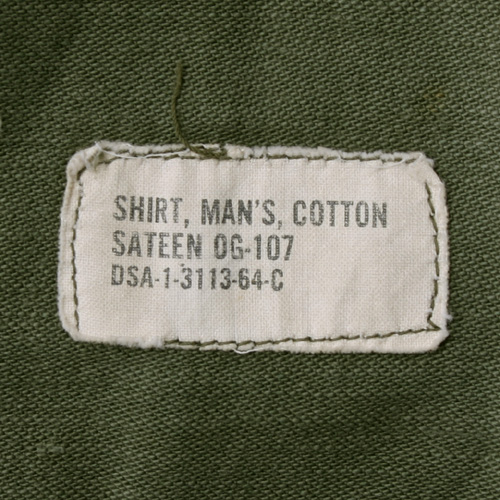 SHIRT, MAN'S, COTTON
SATEEN OG-107
DSA-1-3113-64-C